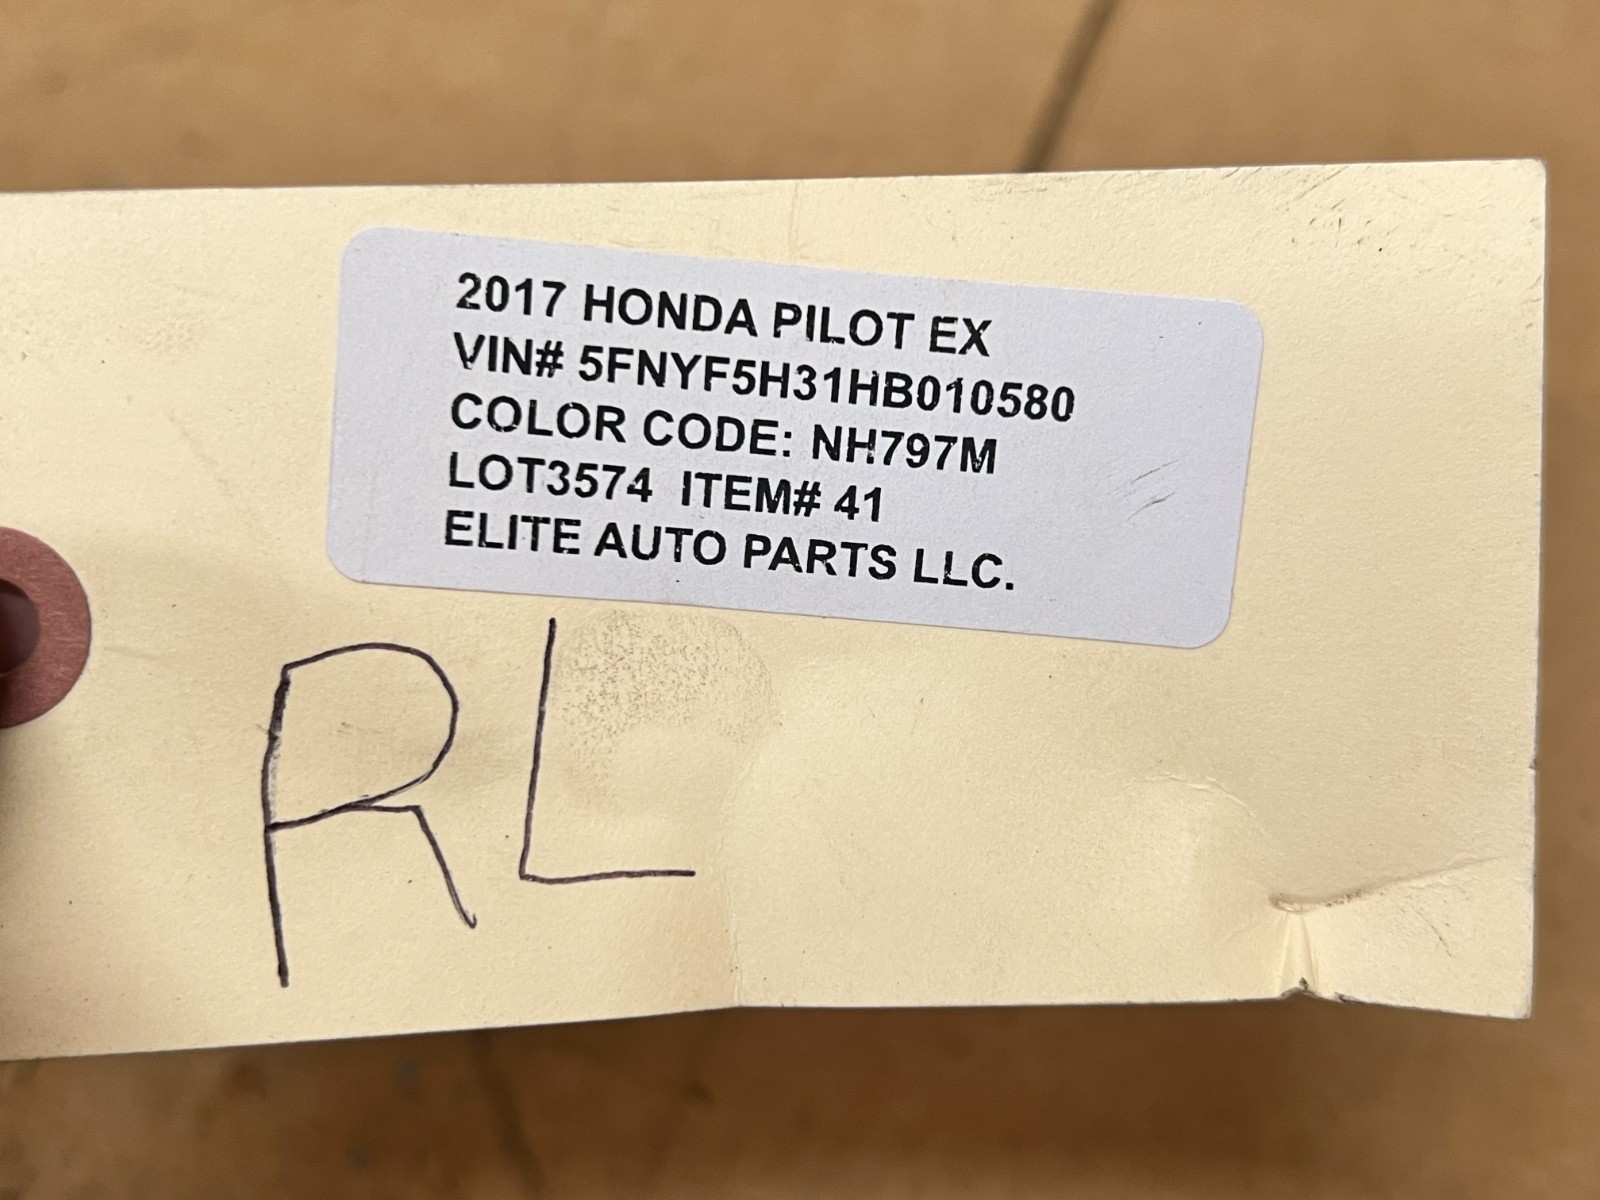 2017 HONDA PILOT EX
VIN# 5FNYF5H31HB010580
COLOR CODE: NH797M
LOT3574 ITEM# 41
ELITE AUTO PARTS LLC.
RL